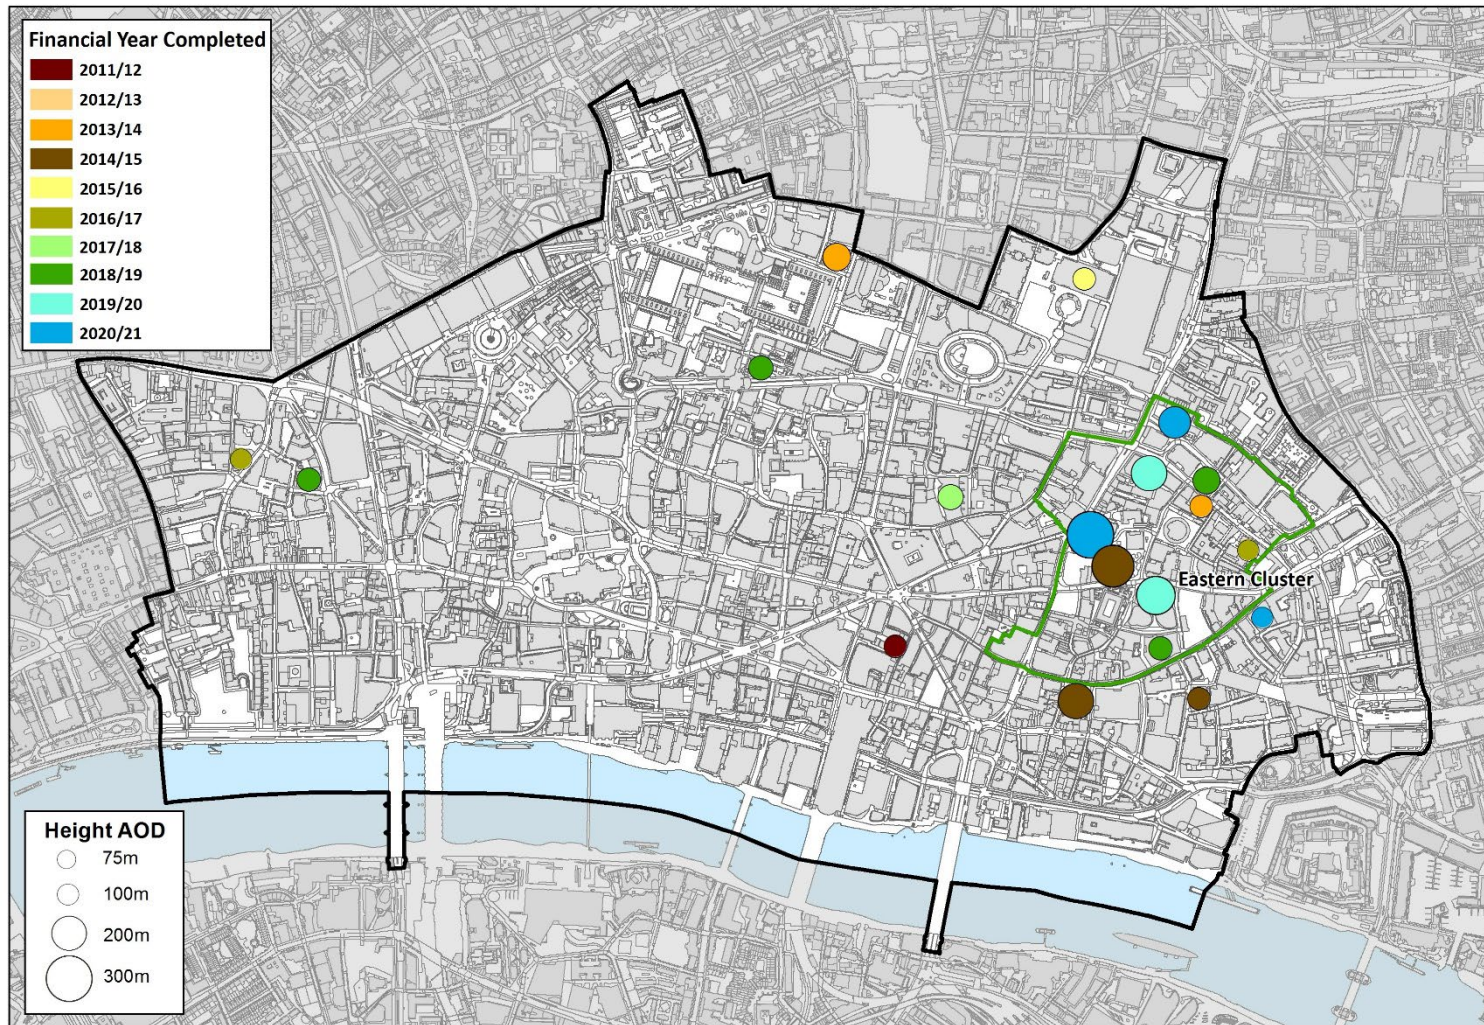 Financial Year Completed
2011/12
2012/13
2013/14
2014/15
2015/16
2016/17
2017/18
2018/19
2019/20
2020/21
Eastern Cluster
Height AOD
75m
100m
200m
300m